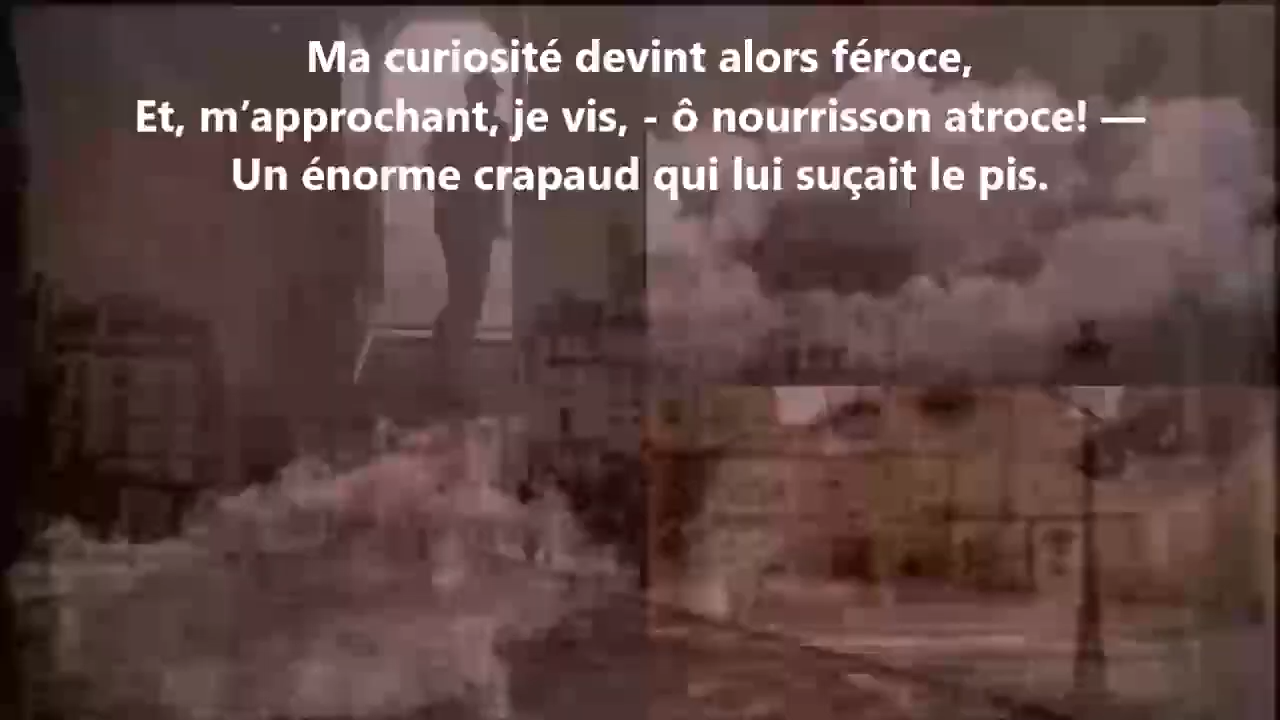 Ma curiosité devint alors féroce,
Et, m’approchant, je vis, - ô nourrisson atroce! —
Un énorme crapaud qui lui suçait le pis.